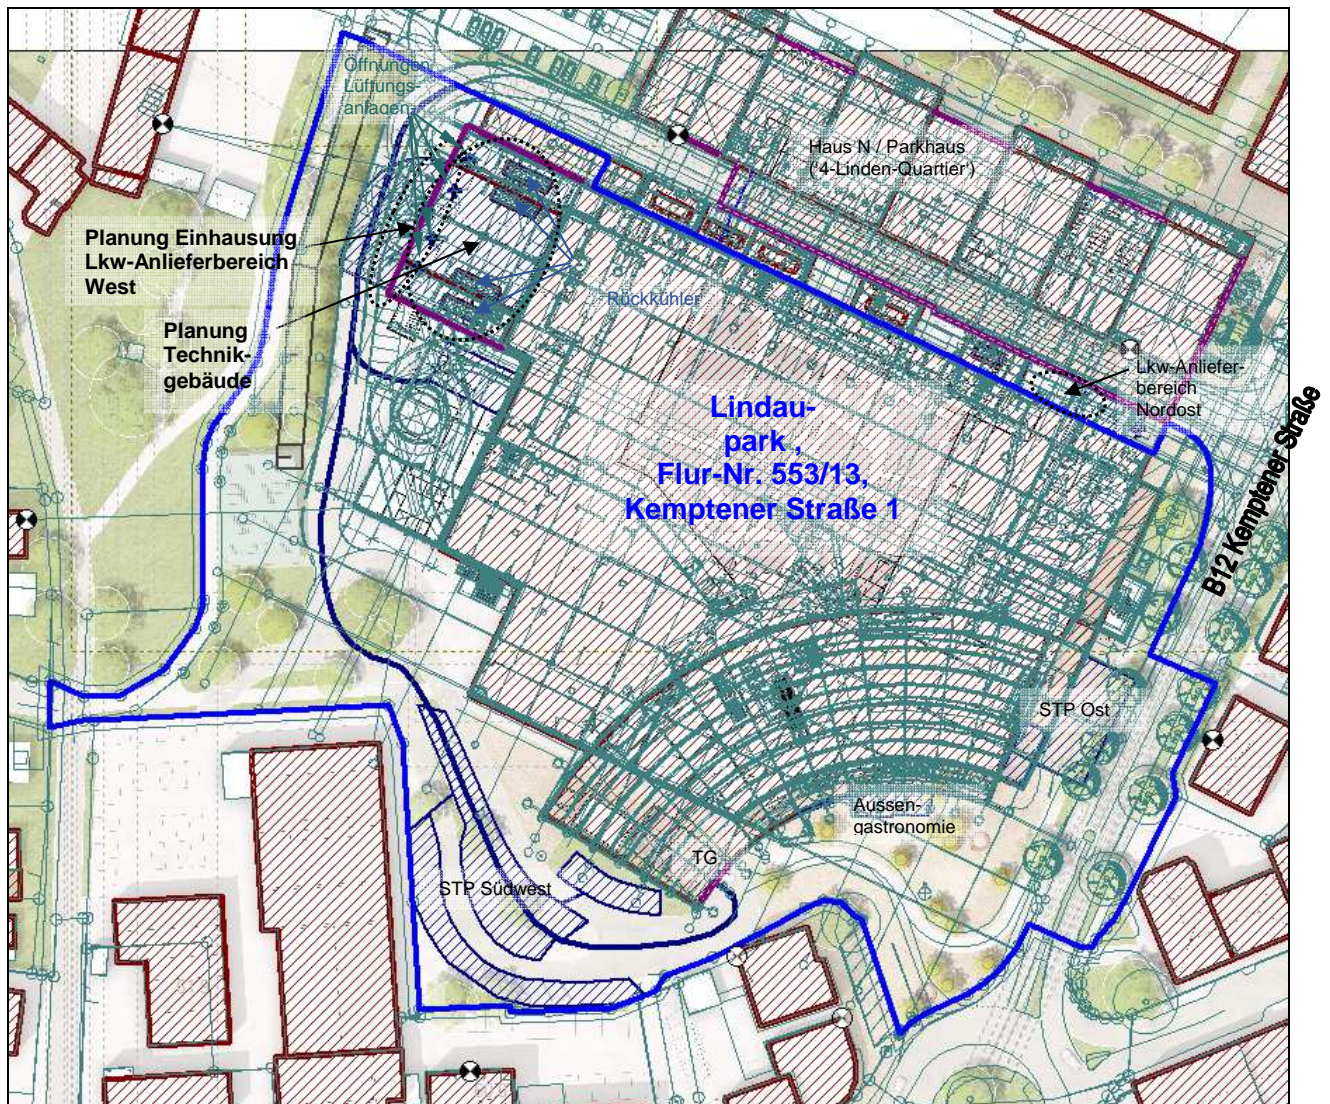 Öffnungen
Lüftungs-
anlagen
Haus N / Parkhaus
('4-Linden-Quartier')
Planung Einhausung
Lkw-Anlieferbereich
West
Rückkühler
Planung
Technik-
gebäude
Lkw-Anliefer-
bereich
Nordost
Lindau-
park ,
Flur-Nr. 553/13,
Kemptener Straße 1
B12 Kemptener Straße
STP Ost
Aussen-
gastronomie
TG
STP Südwest